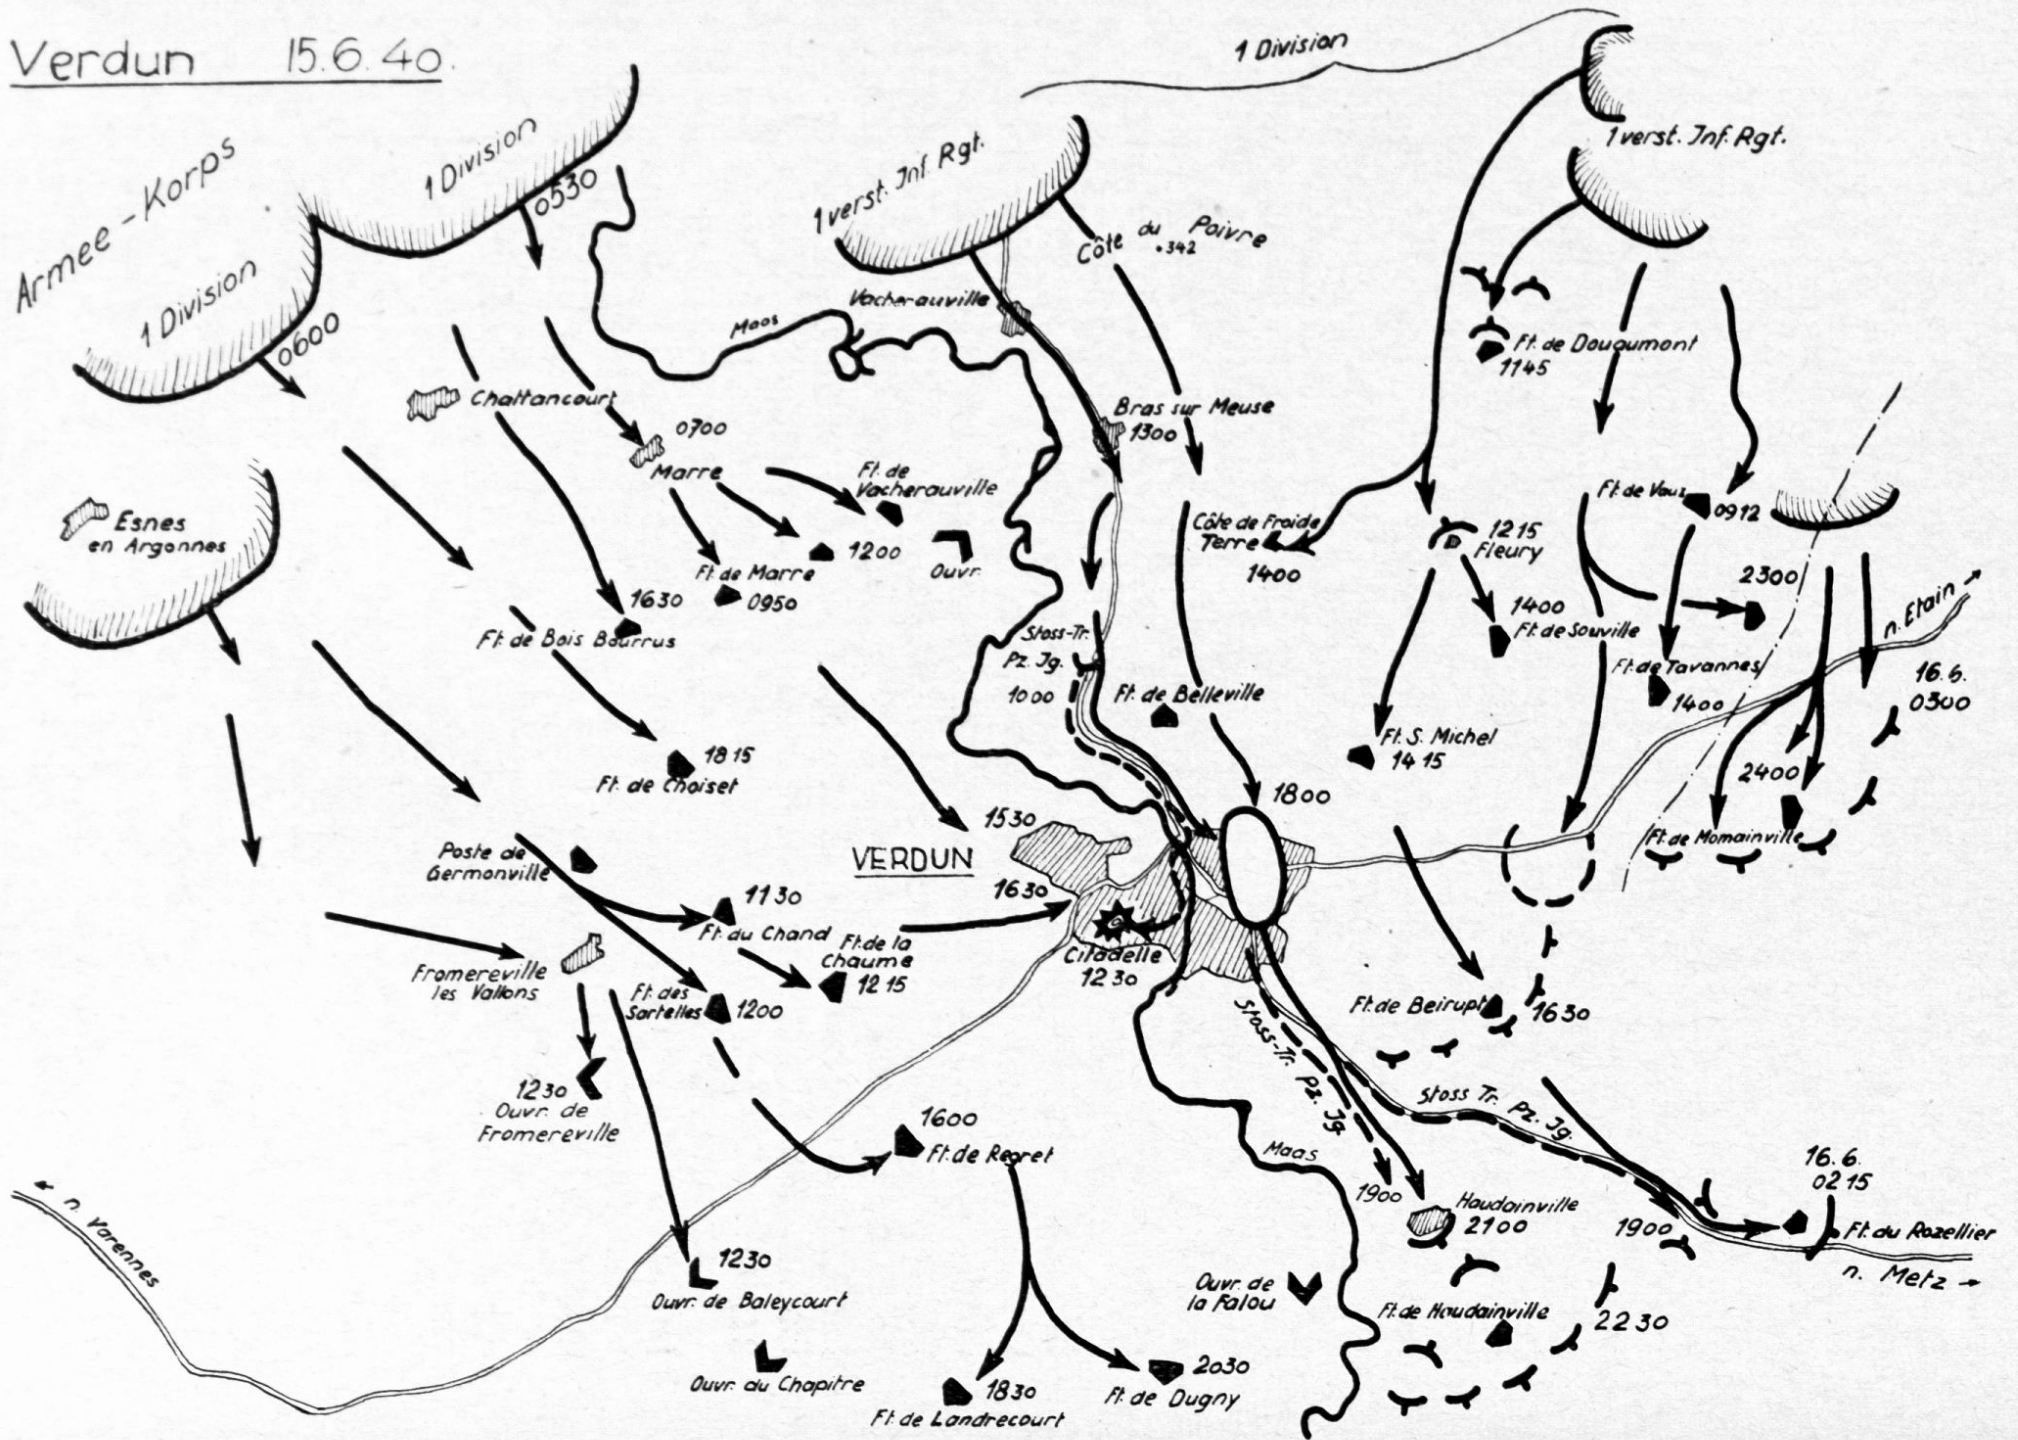 Verdun 15.6.40.
1 Division
Armee-Korps
1 Division
0530
1 Division
0600
1 verst. Inf. Rgt.
1 verst. Inf. Rgt.
Côte du Poivre
.342
Vacherauville
Maos
Ft. de Douaumont
1145
Chattancourt
Bras sur Meuse
1300
0700
Marre
Ft. de
Vacherauville
Ft. de Vaus
0912
Esnes
en Argonnes
Côte de Froide
Terre
1400
1215
Fleury
1200
Ouvr.
Ft. de Marre
0950
2300
n. Etain
1630
Ft. de Bois Bourrus
1400
Ft. de Souville
Stoss-Tr.
Pz. Jg.
1000
Ft. de Tavannes
1400
16.6.
0300
Ft. de Belleville
Ft. S. Michel
1415
1815
Ft. de Choiset
2400
1800
1530
VERDUN
Ft. de Momainville
Poste de
Germonville
1630
1130
Ft. du Chand
Ft. de la
Chaume
1215
Citadelle
1230
Fromereville
les Vallons
Ft. des
Sartelles
1200
Ft. de Beirupt
1630
Stoss-Tr. Pz. Jg.
1230
Ouvr. de
Fromereville
Stoss Tr. Pz. Jg.
1600
Ft. de Regret
Maas
16.6.
0215
1900
Haudainville
2100
1900
Ft. du Rozellier
n. Varennes
n. Metz
1230
Ouvr. de Baleycourt
Ouvr. de
la Falou
Ft. de Haudainville
2230
Ouvr. du Chapitre
1830
Ft. de Landrecourt
2030
Ft. de Dugny